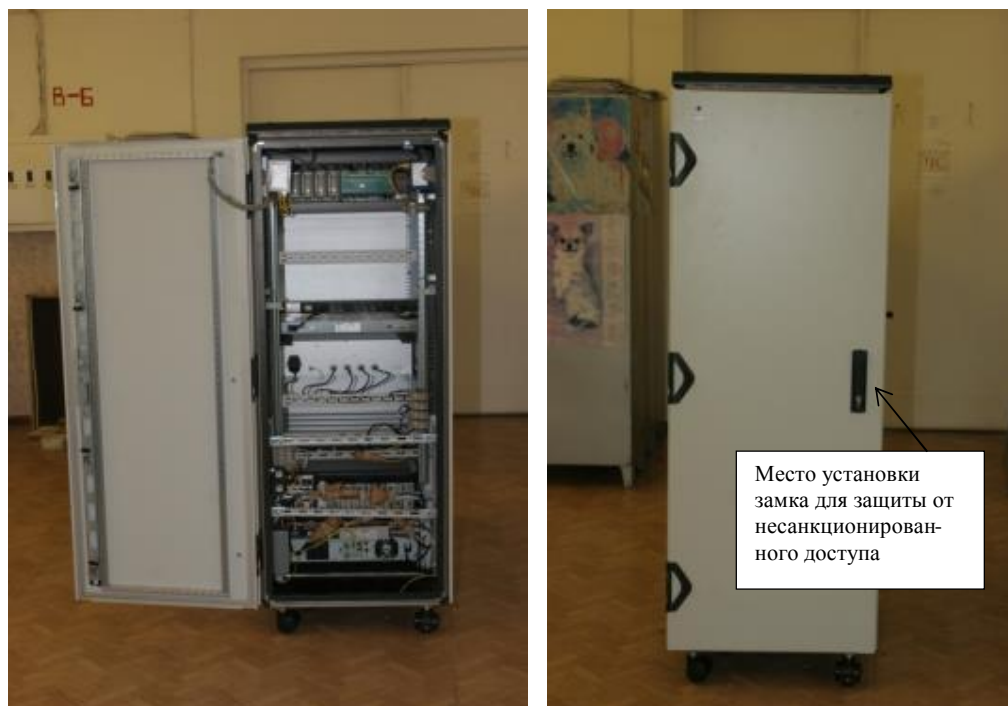 В-Б
Место установки
замка для защиты от
несанкционирован-
ного доступа